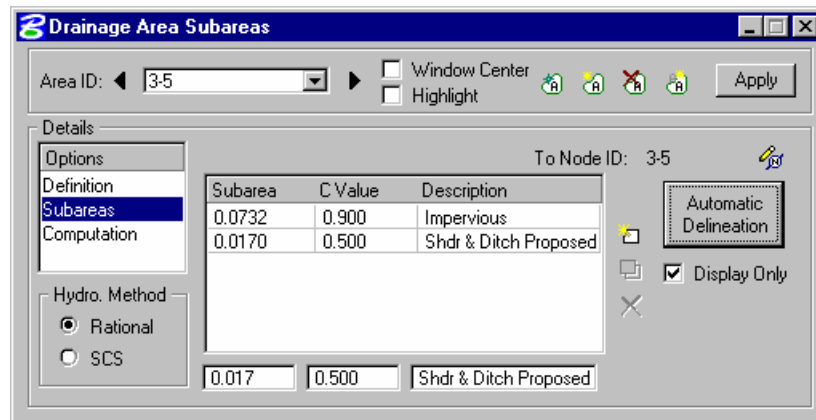 Drainage Area Subareas
Area ID: 3-5 Window Center
Highlight
Apply
Details
Options
Definition
Subareas
Computation
To Node ID: 3-5
Subarea C Value Description
0.0732 0.900 Impervious
0.0170 0.500 Shdr & Ditch Proposed
Automatic
Delineation
Display Only
Hydro. Method
Rational
SCS
0.017 0.500 Shdr & Ditch Proposed